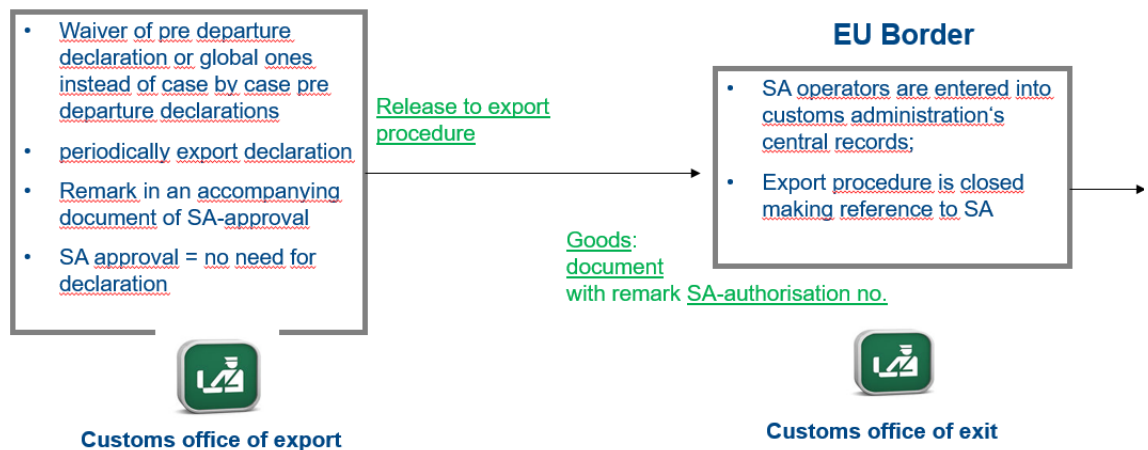 • Waiver of pre departure
declaration or global ones
instead of case by case pre
departure declarations
• periodically export declaration
• Remark in an accompanying
document of SA-approval
• SA approval = no need for
declaration
Customs office of export
Release to export
procedure
Goods:
document
with remark SA-authorisation no.
EU Border
• SA operators are entered into
customs administration‘s
central records;
• Export procedure is closed
making reference to SA
Customs office of exit